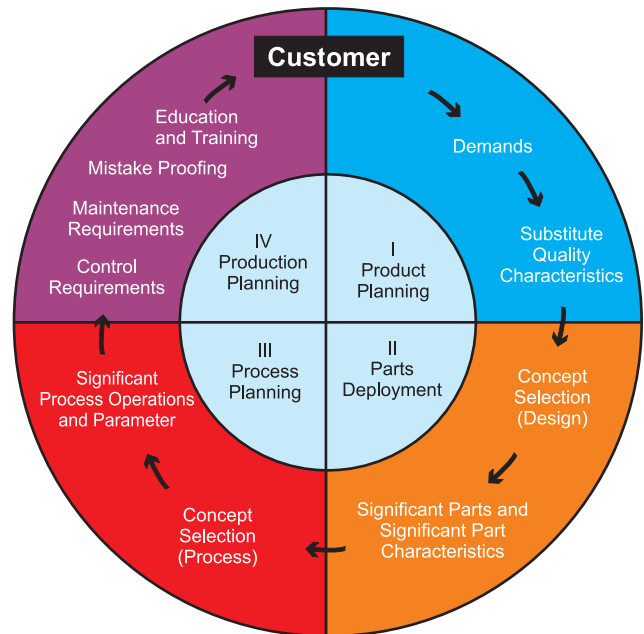 Customer
Demands
Substitute
Quality
Characteristics
Concept
Selection
(Design)
Significant Parts and
Significant Part
Characteristics
Concept
Selection
(Process)
Significant
Process Operations
and Parameter
Control
Requirements
Maintenance
Requirements
Mistake Proofing
Education
and Training
I
Product
Planning
II
Parts
Deployment
III
Process
Planning
IV
Production
Planning